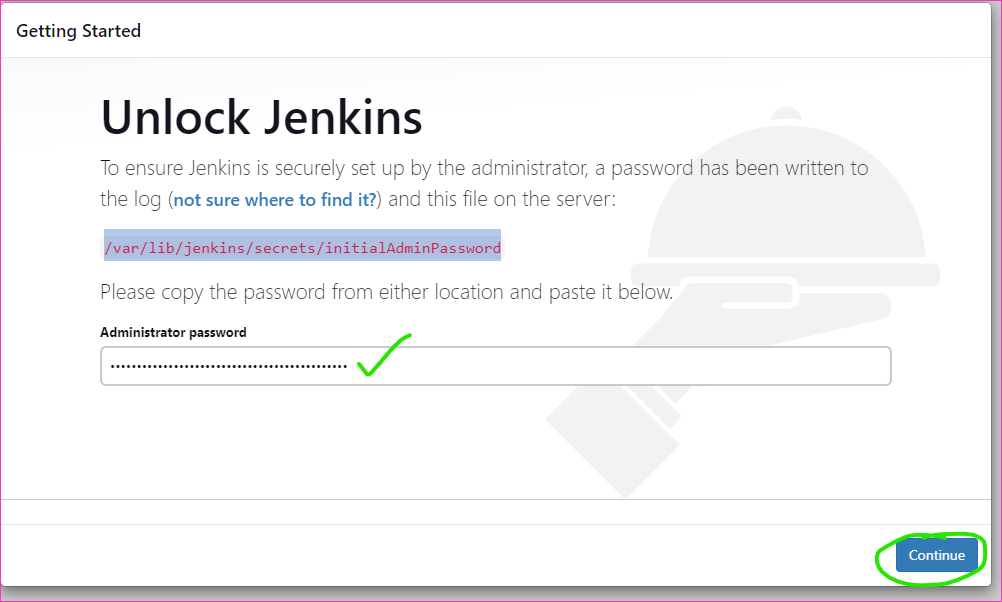 Getting Started
Unlock Jenkins
To ensure Jenkins is securely set up by the administrator, a password has been written to
the log (not sure where to find it?) and this file on the server:
/var/lib/jenkins/secrets/initialAdminPassword
Please copy the password from either location and paste it below.
Administrator password
Continue